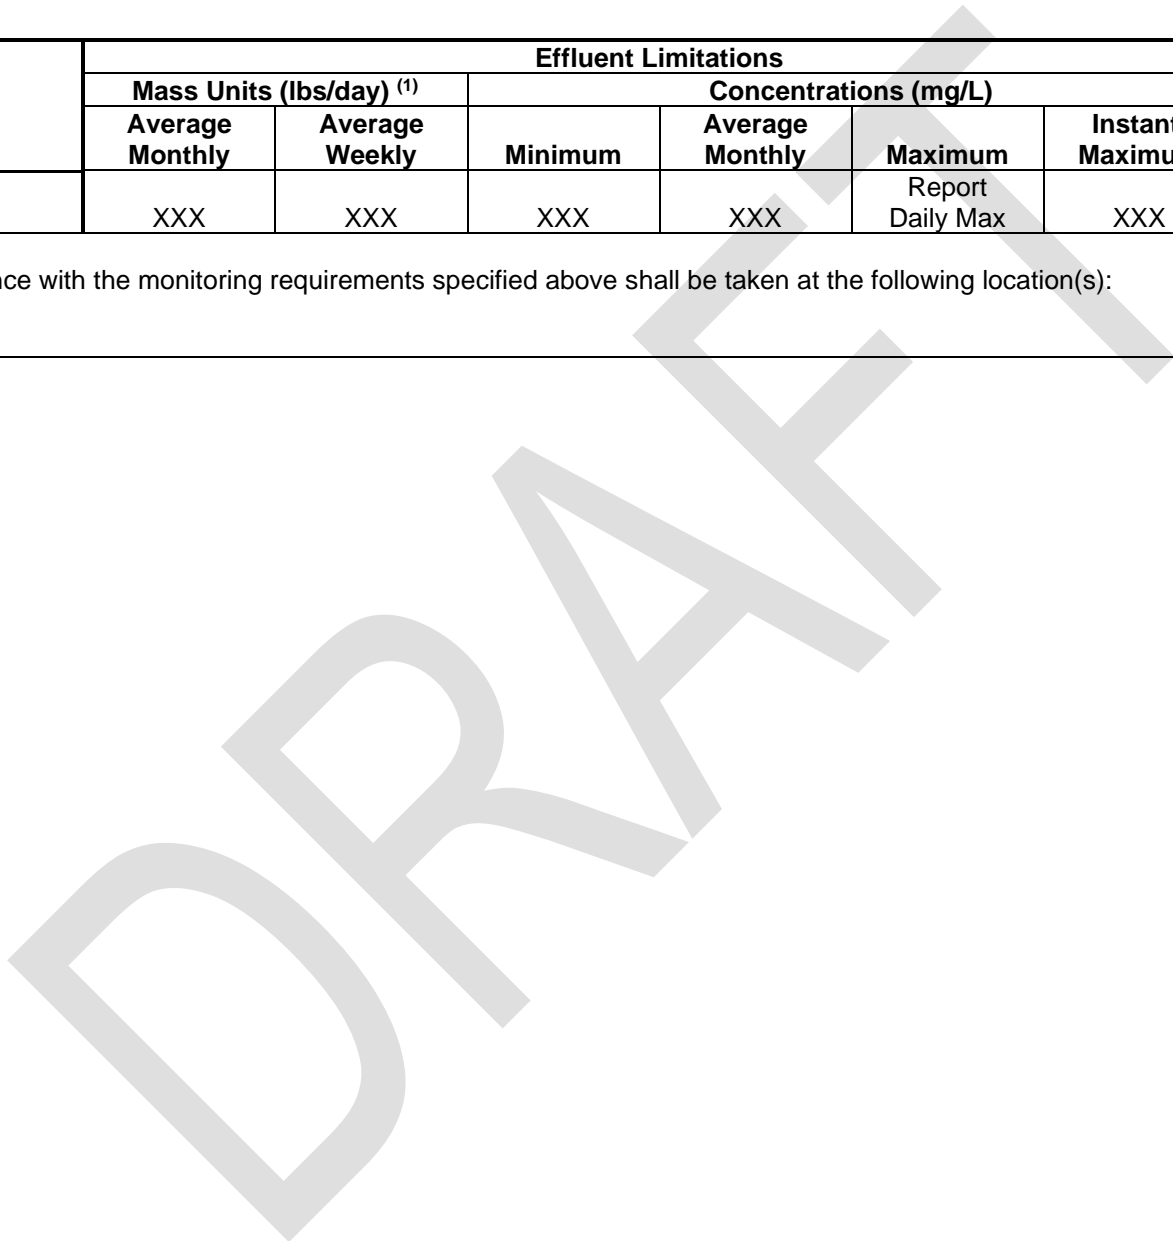 Effluent Limitations
Mass Units (lbs/day) (1) Concentrations (mg/L)
Average Average Average
Monthly Weekly Minimum Monthly Maximum
Report
XXX XXX XXX XXX Daily Max XXX
with the monitoring requirements specified above shall be taken at the following location(s):
DRAFT